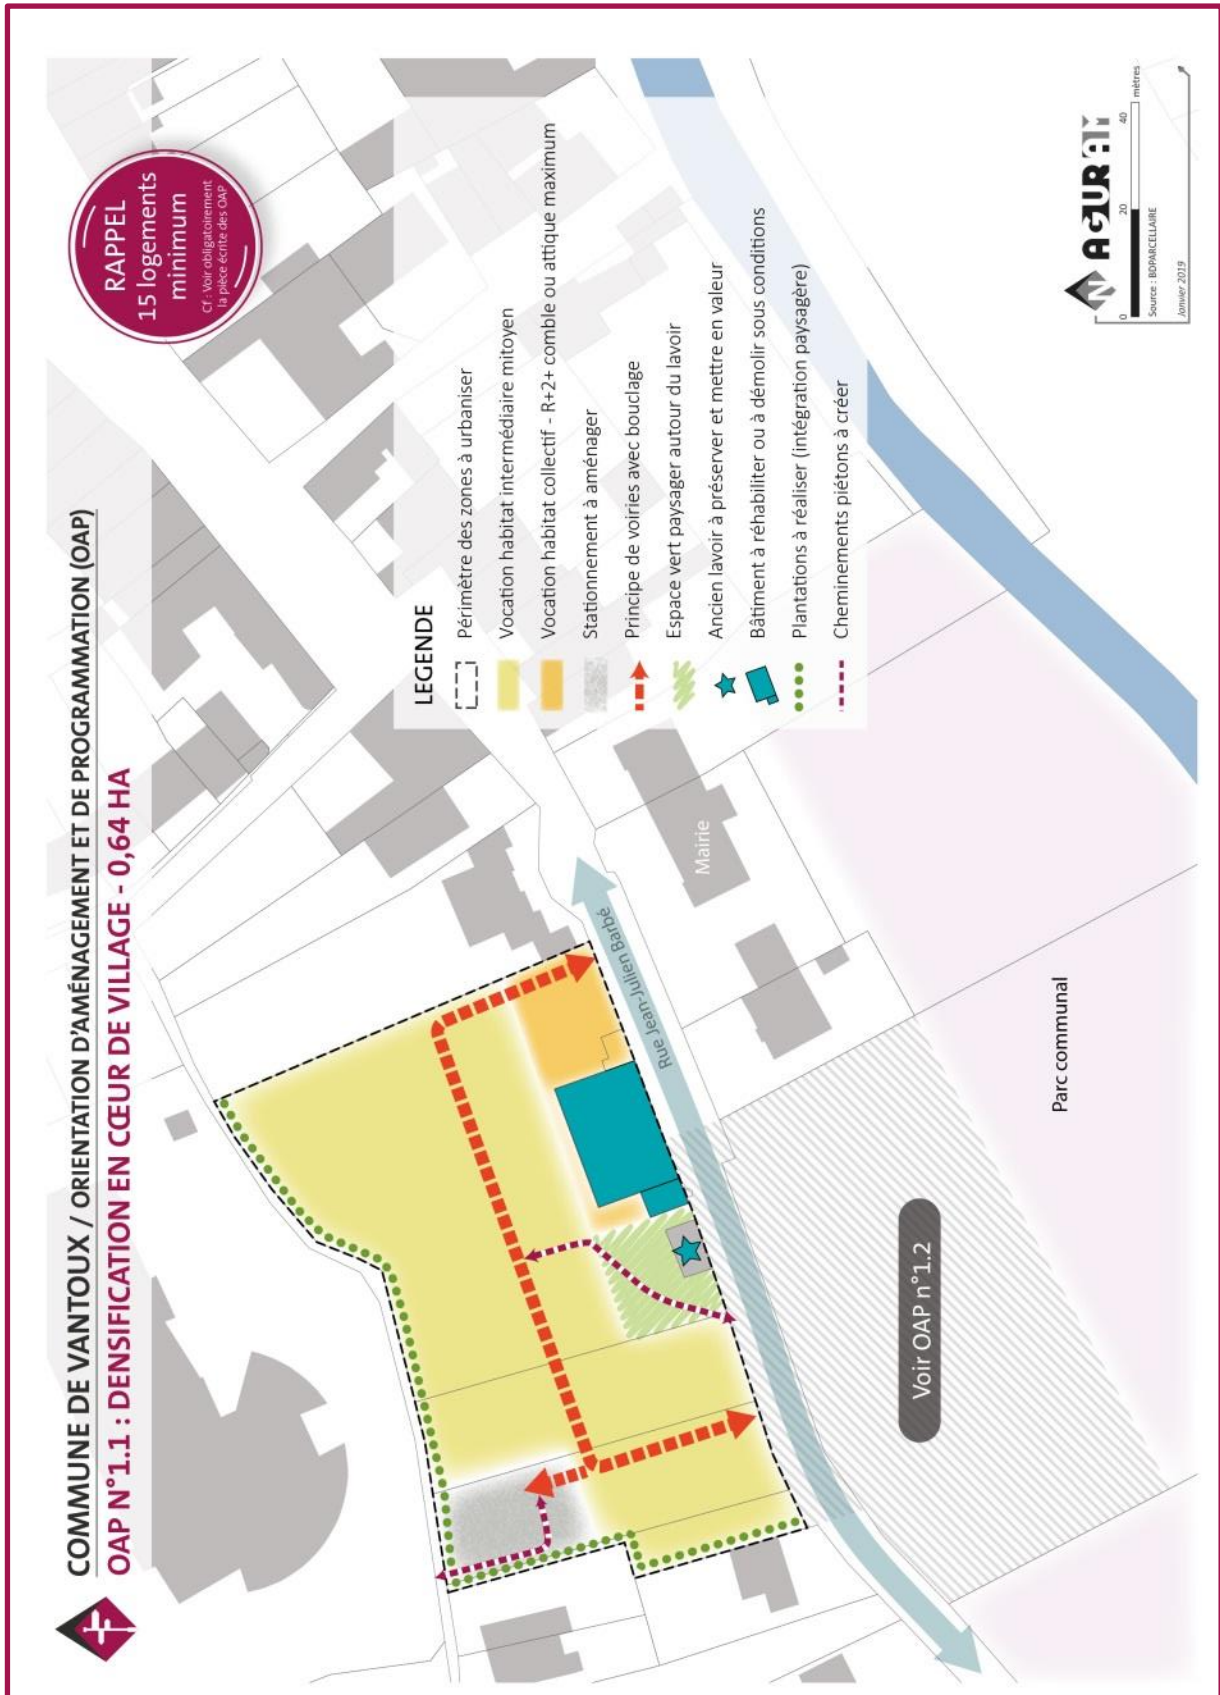 COMMUNE DE VANTOUX / ORIENTATION D'AMÉNAGEMENT ET DE PROGRAMMATION (OAP)
OAP N°1.1 : DENSIFICATION EN CŒUR DE VILLAGE - 0,64 HA
RAPPEL
15 logements
minimum
Cf : Voir obligatoirement
la pièce écrite des OAP
LEGENDE
Périmètre des zones à urbaniser
Vocation habitat intermédiaire mitoyen
Vocation habitat collectif - R+2+ comble ou attique maximum
Stationnement à aménager
Principe de voiries avec bouclage
Espace vert paysager autour du lavoir
Ancien lavoir à préserver et mettre en valeur
Bâtiment à réhabiliter ou à démolir sous conditions
Plantations à réaliser (intégration paysagère)
Cheminements piétons à créer
Mairie
Rue Jean-Julien Barbé
Parc communal
Voir OAP n°1.2
N
AGURAM
0 20 40 mètres
Source : BDPARCELLAIRE
Janvier 2019